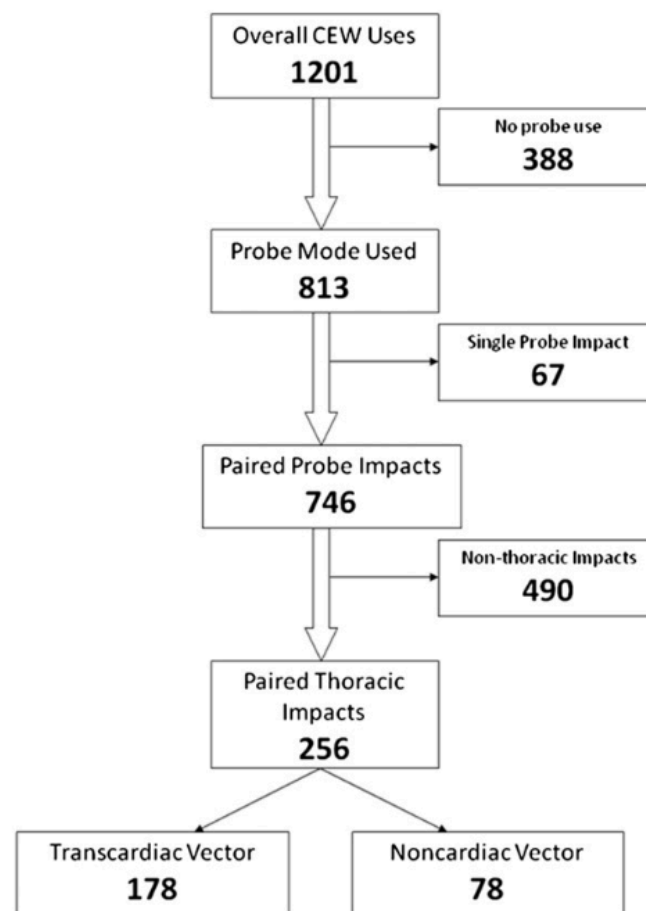 Overall CEW Uses
1201
No probe use
388
Probe Mode Used
813
Single Probe Impact
67
Paired Probe Impacts
746
Non-thoracic Impacts
490
Paired Thoracic
Impacts
256
Transcardiac Vector
178
Noncardiac Vector
78